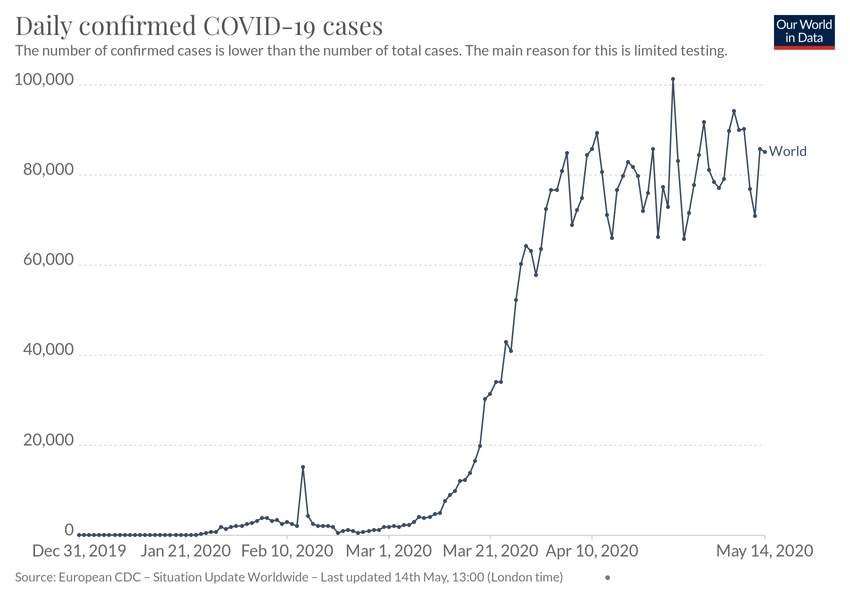 Daily confirmed COVID-19 cases
The number of confirmed cases is lower than the number of total cases. The main reason for this is limited testing.
Our World
in Data
100,000
80,000
60,000
40,000
20,000
0
World
Dec 31, 2019 Jan 21, 2020 Feb 10, 2020 Mar 1, 2020 Mar 21, 2020 Apr 10, 2020 May 14, 2020
Source: European CDC – Situation Update Worldwide – Last updated 14th May, 13:00 (London time) •